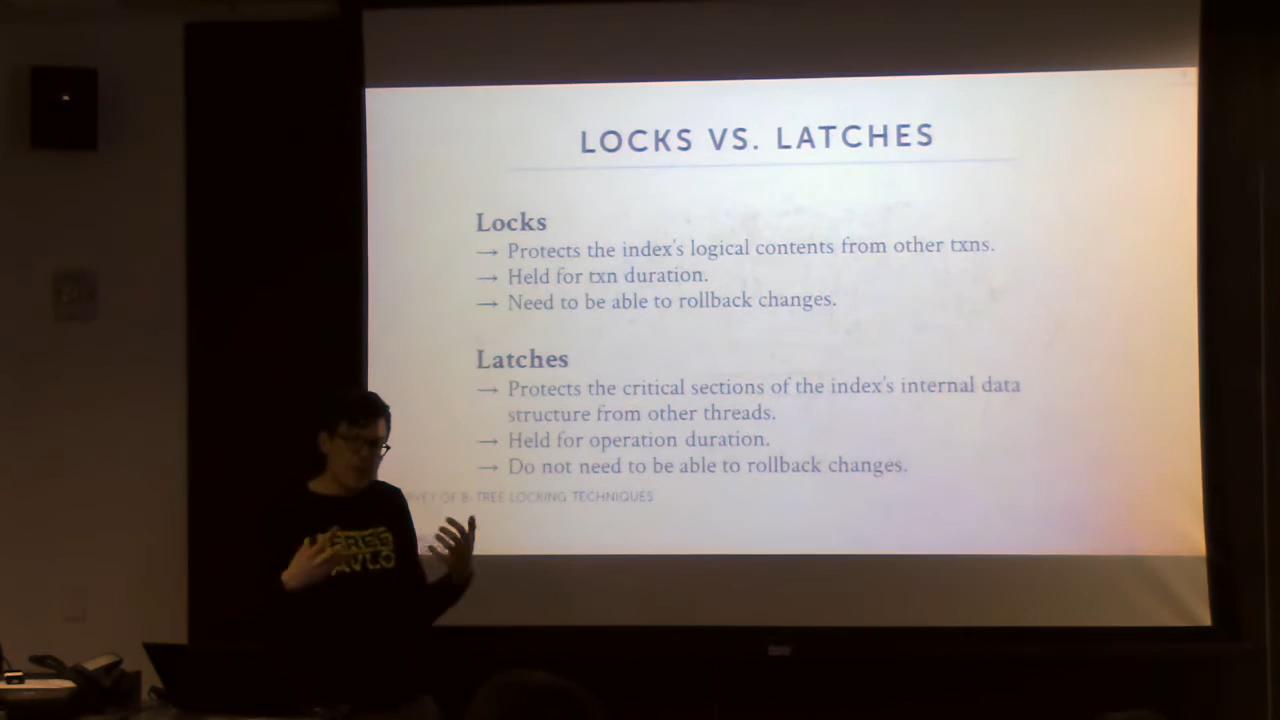 LOCKS VS. LATCHES
Locks
→ Protects the index's logical contents from other txns.
→ Held for txn duration.
→ Need to be able to rollback changes.
Latches
→ Protects the critical sections of the index's internal data
structure from other threads.
→ Held for operation duration.
→ Do not need to be able to rollback changes.
OF B-TREE LOCKING TECHNIQUES
FREE